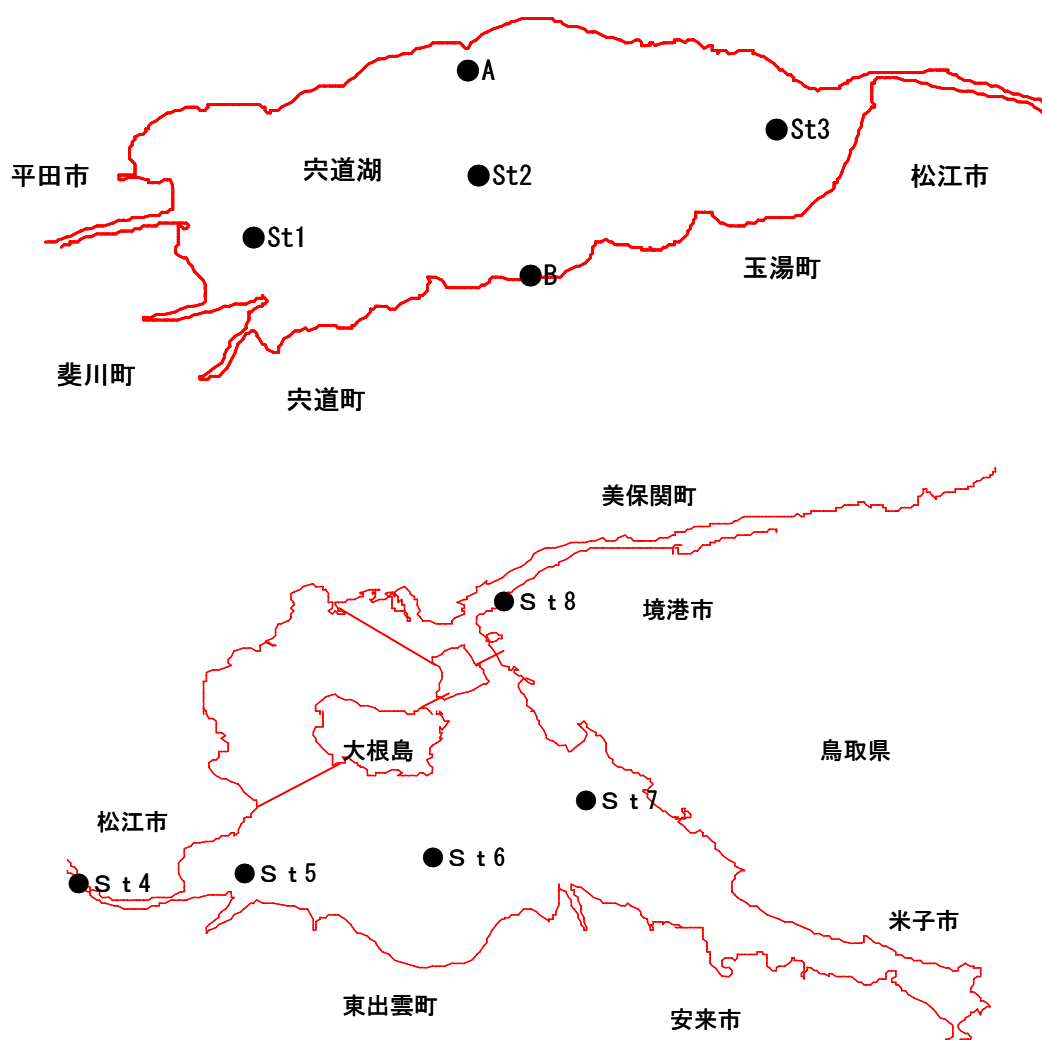 A
St3
平田市
宍道湖
St2
松江市
St1
玉湯町
B
斐川町
宍道町
美保関町
Ｓｔ8
境港市
大根島
鳥取県
Ｓｔ7
松江市
Ｓｔ6
Ｓｔ5
Ｓｔ4
米子市
東出雲町
安来市